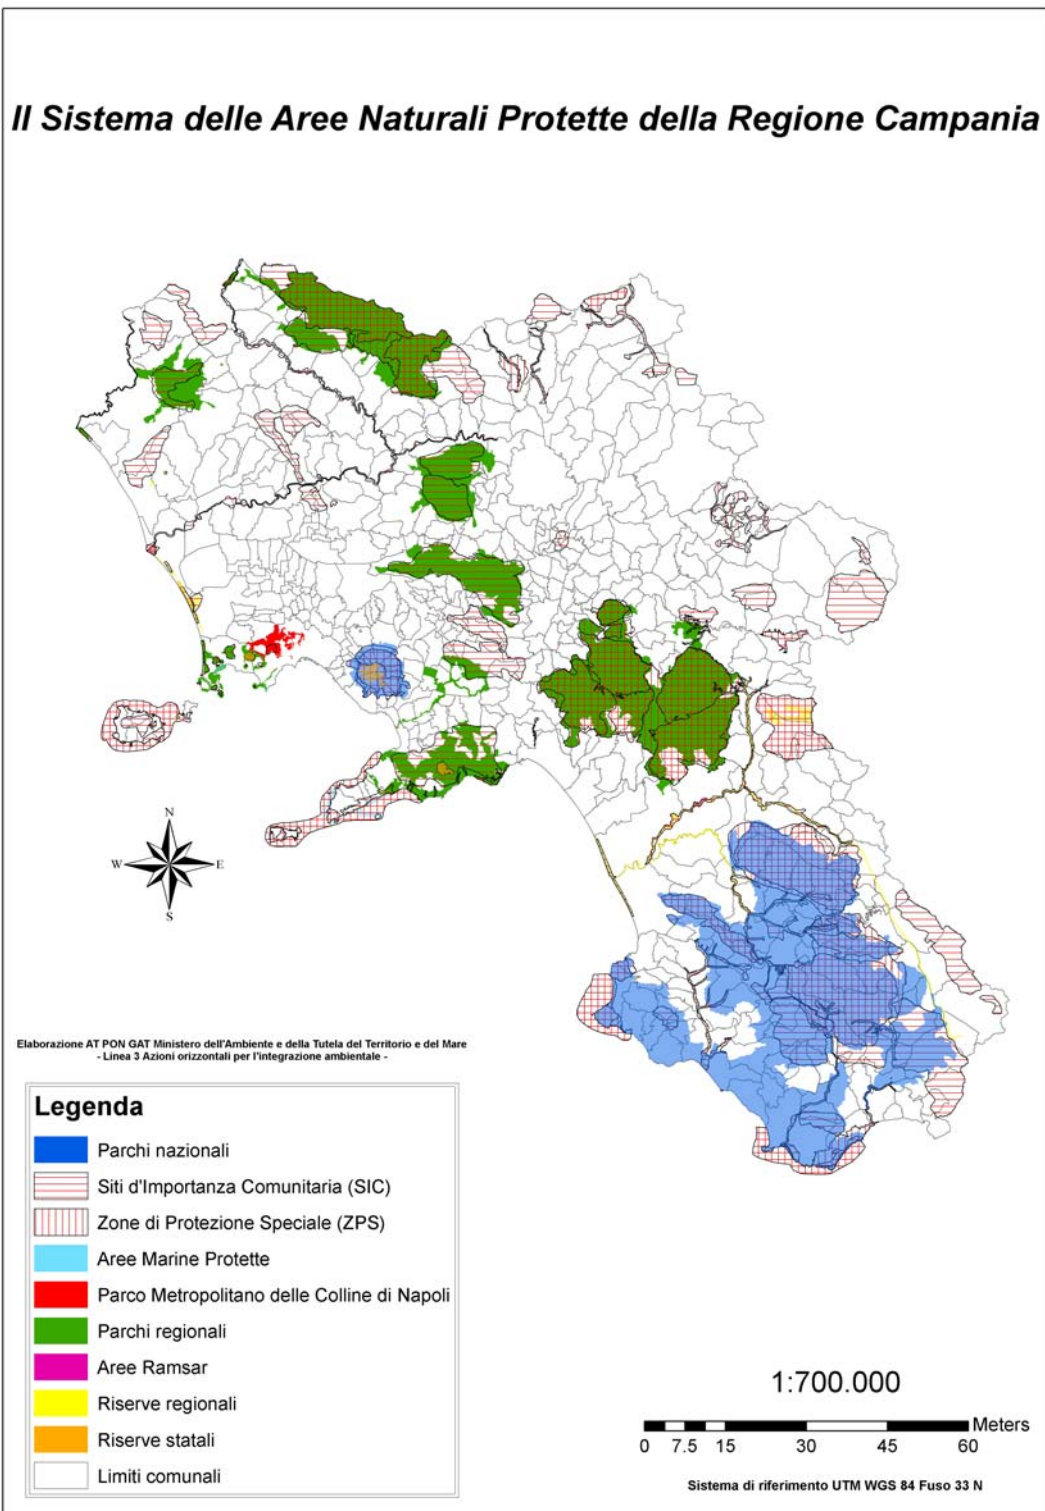 Il Sistema delle Aree Naturali Protette della Regione Campania
N
W
E
S
Elaborazione AT PON GAT Ministero dell'Ambiente e della Tutela del Territorio e del Mare
- Linea 3 Azioni orizzontali per l'integrazione ambientale -
Legenda
Parchi nazionali
Siti d'Importanza Comunitaria (SIC)
Zone di Protezione Speciale (ZPS)
Aree Marine Protette
Parco Metropolitano delle Colline di Napoli
Parchi regionali
Aree Ramsar
Riserve regionali
Riserve statali
Limiti comunali
1:700.000
Meters
0 7.5 15 30 45 60
Sistema di riferimento UTM WGS 84 Fuso 33 N